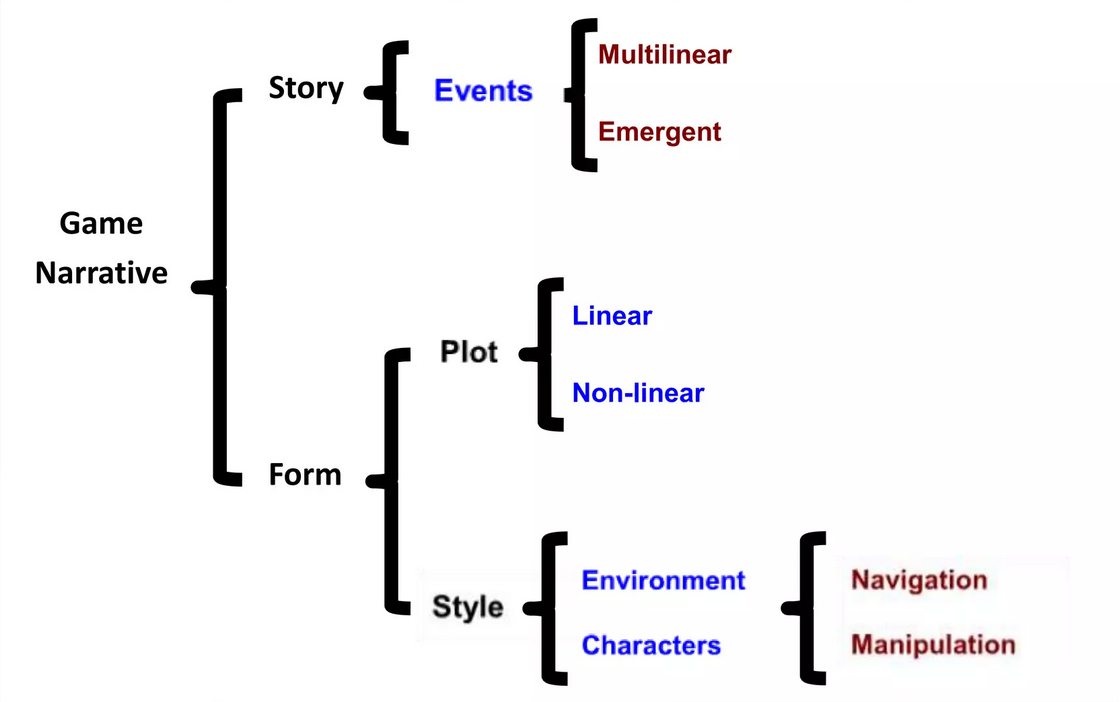 Game
Narrative
Story
Events
Multilinear
Emergent
Form
Plot
Linear
Non-linear
Style
Environment
Characters
Navigation
Manipulation